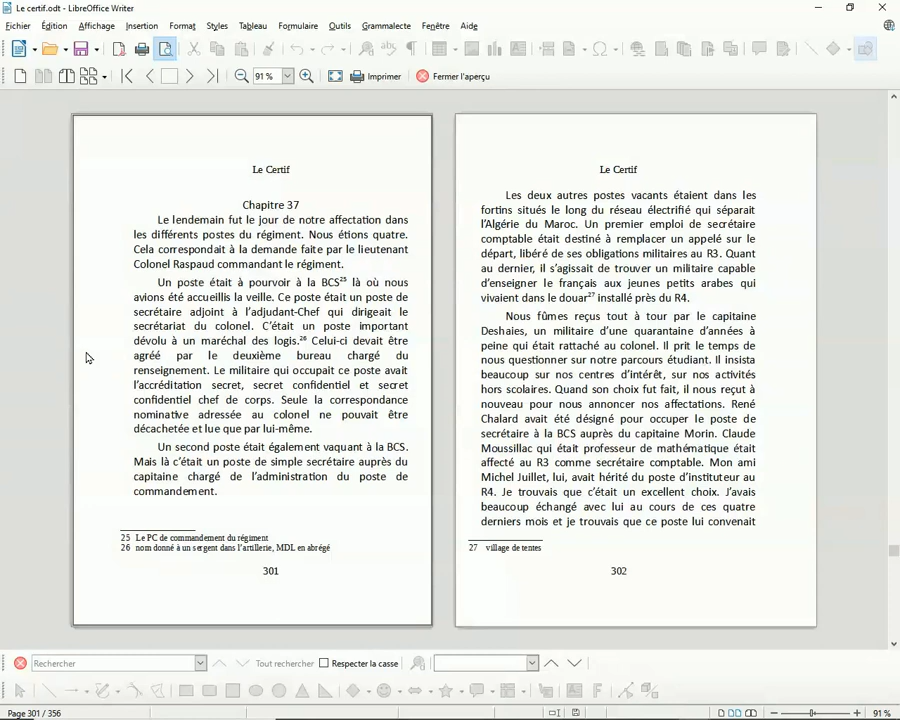 Le certif.odt - LibreOffice Writer
Fichier Édition Affichage Insertion Format Styles Tableau Formulaire Outils Grammalecte Fenêtre Aide
91 % Imprimer Fermer l'aperçu
Le Certif
Chapitre 37
Le lendemain fut le jour de notre affectation dans
les différents postes du régiment. Nous étions quatre.
Cela correspondait à la demande faite par le lieutenant
Colonel Raspaud commandant le régiment.
Un poste était à pourvoir à la BCS25 là où nous
avions été accueillis la veille. Ce poste était un poste de
secrétaire adjoint à l'adjudant-Chef qui dirigeait le
secrétariat du colonel. C'était un poste important
dévolu à un maréchal des logis.26 Celui-ci devait être
agréé par le deuxième bureau chargé du
renseignement. Le militaire qui occupait ce poste avait
l'accréditation secret, secret confidentiel et secret
confidentiel chef de corps. Seule la correspondance
nominative adressée au colonel ne pouvait être
décachetée et lue que par lui-même.
Un second poste était également vaquant à la BCS.
Mais là c'était un poste de simple secrétaire auprès du
capitaine chargé de l'administration du poste de
commandement.
25 Le PC de commandement du régiment
26 nom donné à un sergent dans l'artillerie, MDL en abrégé
301
Le Certif
Les deux autres postes vacants étaient dans les
fortins situés le long du réseau électrifié qui séparait
l'Algérie du Maroc. Un premier emploi de secrétaire
comptable était destiné à remplacer un appelé sur le
départ, libéré de ses obligations militaires au R3. Quant
au dernier, il s'agissait de trouver un militaire capable
d'enseigner le français aux jeunes petits arabes qui
vivaient dans le douar27 installé près du R4.
Nous fûmes reçus tout à tour par le capitaine
Deshaies, un militaire d'une quarantaine d'années à
peine qui était rattaché au colonel. Il prit le temps de
nous questionner sur notre parcours étudiant. Il insista
beaucoup sur nos centres d'intérêt, sur nos activités
hors scolaires. Quand son choix fut fait, il nous reçut à
nouveau pour nous annoncer nos affectations. René
Chalard avait été désigné pour occuper le poste de
secrétaire à la BCS auprès du capitaine Morin. Claude
Moussillac qui était professeur de mathématique était
affecté au R3 comme secrétaire comptable. Mon ami
Michel Juillet, lui, avait hérité du poste d'instituteur au
R4. Je trouvais que c'était un excellent choix. J'avais
beaucoup échangé avec lui au cours de ces quatre
derniers mois et je trouvais que ce poste lui convenait
27 village de tentes
302
Rechercher Tout rechercher Respecter la casse
Page 301 / 356 91 %